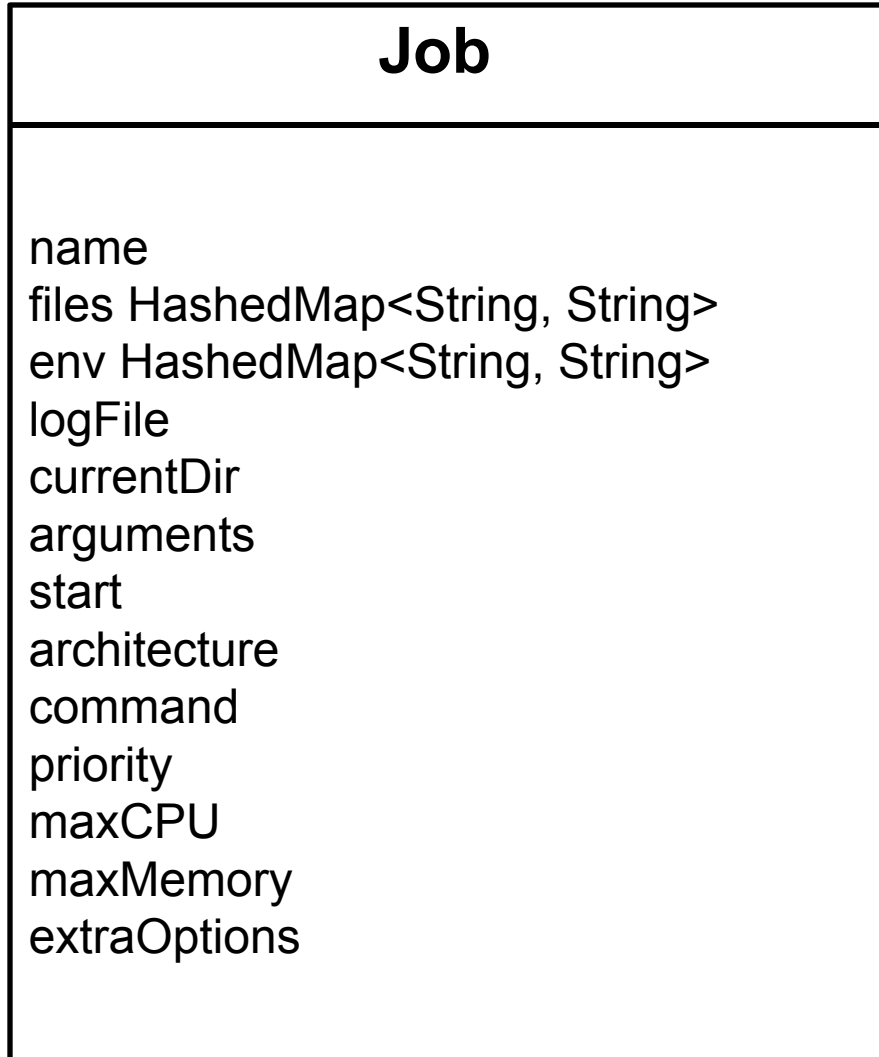 Job
name
files HashedMap<String, String>
env HashedMap<String, String>
logFile
currentDir
arguments
start
architecture
command
priority
maxCPU
maxMemory
extraOptions